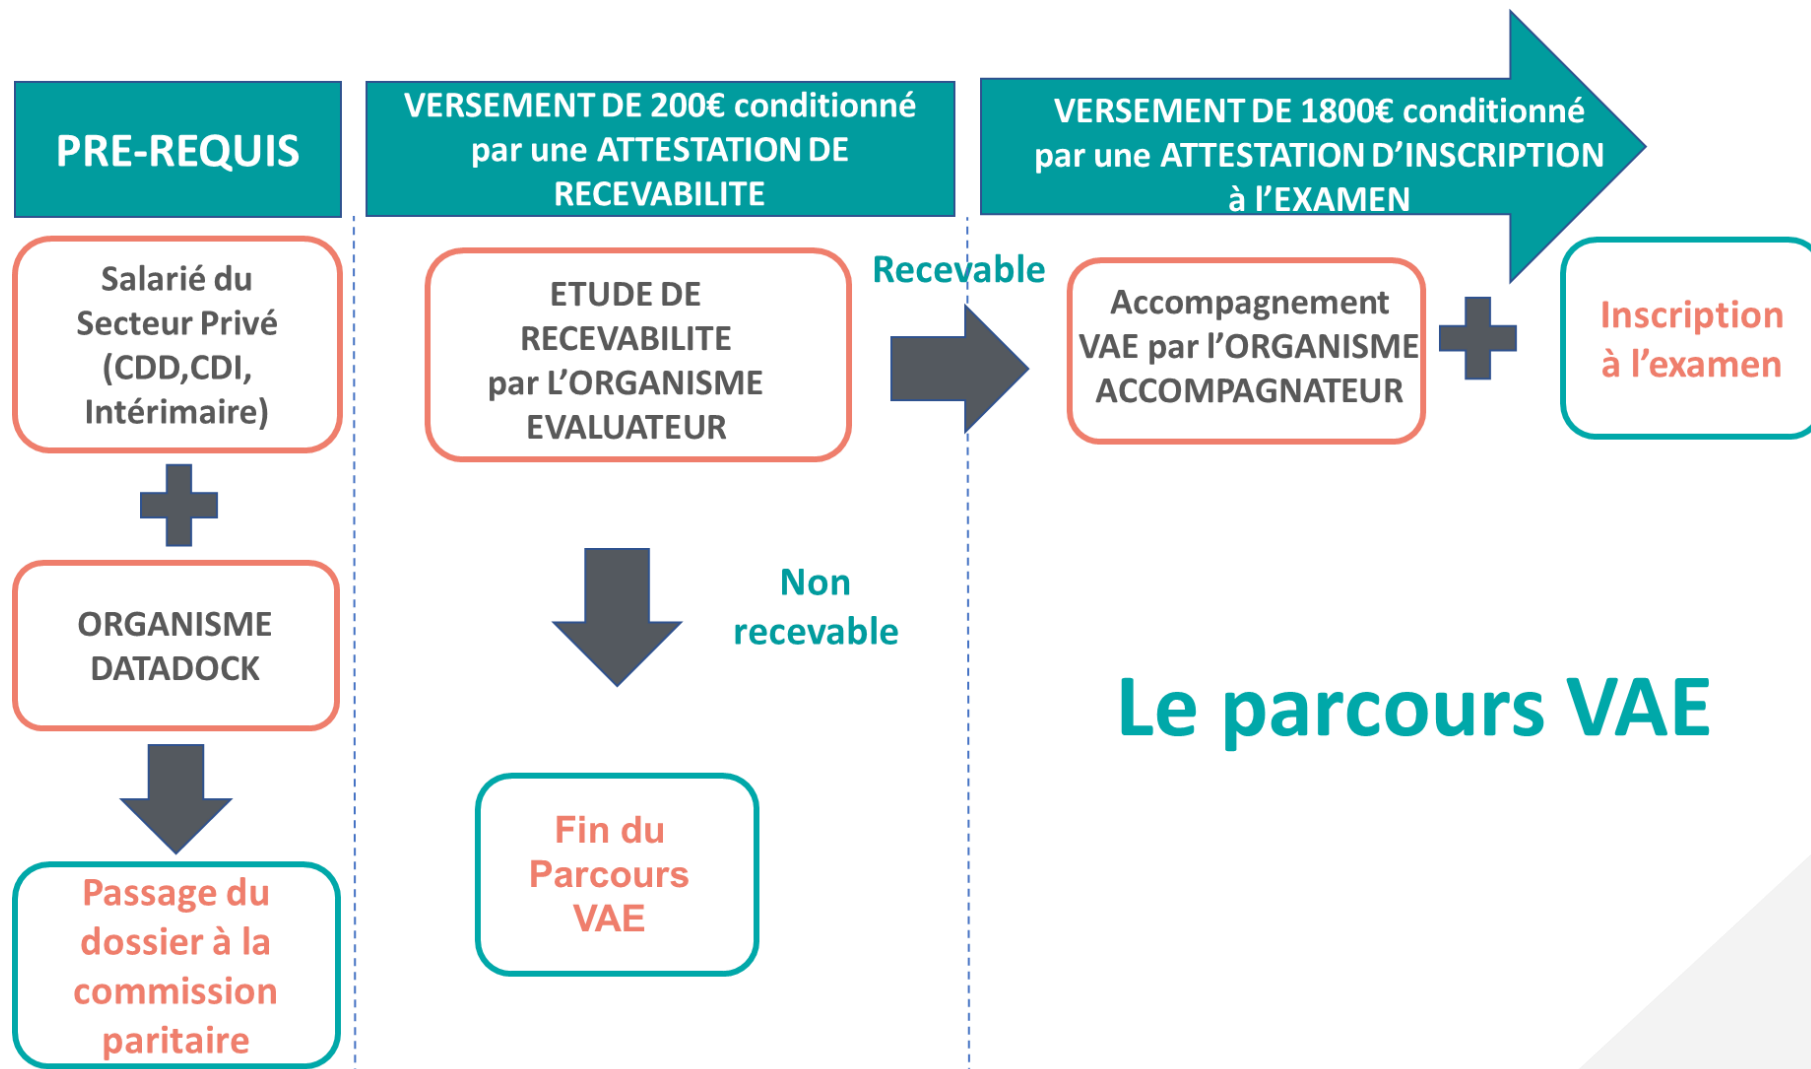 PRE-REQUIS
VERSEMENT DE 200€ conditionné
par une ATTESTATION DE
RECEVABILITE
VERSEMENT DE 1800€ conditionné
par une ATTESTATION D’INSCRIPTION
à l’EXAMEN
Salarié du
Secteur Privé
(CDD,CDI,
Intérimaire)
ORGANISME
DATADOCK
Passage du
dossier à la
commission
paritaire
ETUDE DE
RECEVABILITE
par L’ORGANISME
EVALUATEUR
Recevable
Non
recevable
Fin du
Parcours
VAE
Accompagnement
VAE par l’ORGANISME
ACCOMPAGNATEUR
Inscription
à l’examen
Le parcours VAE